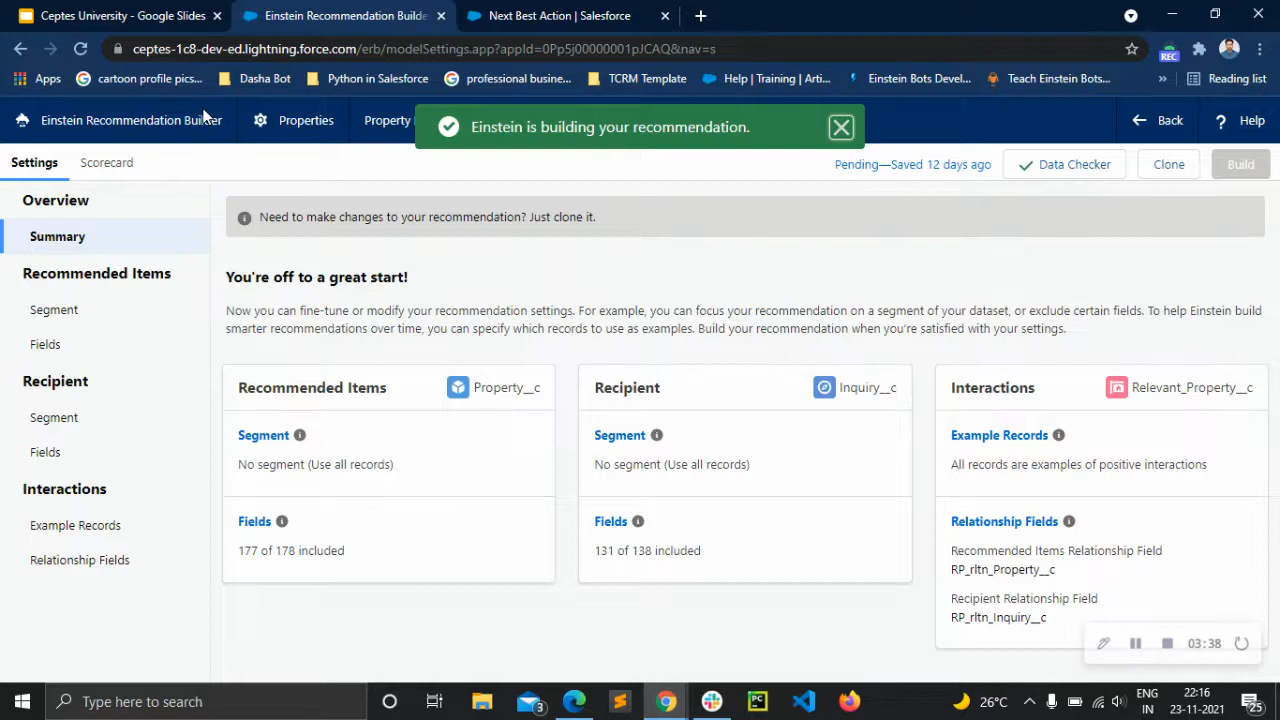 Ceptes University - Google Slides
Einstein Recommendation Builde
Next Best Action | Salesforce
ceptes-1c8-dev-ed.lightning.force.com/erb/modelSettings.app?appId=0Pp5j00000001pJCAQ&nav=s
REC
Apps
cartoon profile pics...
Dasha Bot
Python in Salesforce
professional busine...
TCRM Template
Help | Training | Arti...
Einstein Bots Devel...
Teach Einstein Bots...
»
Reading list
Einstein Recommendation Builder
Properties
Property
Einstein is building your recommendation.
Back
Help
Settings
Scorecard
Pending—Saved 12 days ago
Data Checker
Clone
Build
Overview
Summary
Recommended Items
Segment
Fields
Recipient
Segment
Fields
Interactions
Example Records
Relationship Fields
Need to make changes to your recommendation? Just clone it.
You're off to a great start!
Now you can fine-tune or modify your recommendation settings. For example, you can focus your recommendation on a segment of your dataset, or exclude certain fields. To help Einstein build
smarter recommendations over time, you can specify which records to use as examples. Build your recommendation when you're satisfied with your settings.
Recommended Items
Property__c
Segment
No segment (Use all records)
Fields
177 of 178 included
Recipient
Inquiry__c
Segment
No segment (Use all records)
Fields
131 of 138 included
Interactions
Relevant_Property__c
Example Records
All records are examples of positive interactions
Relationship Fields
Recommended Items Relationship Field
RP_rltn_Property__c
Recipient Relationship Field
RP_rltn_Inquiry__c
03:38
Type here to search
3
PC
26°C
ENG
IN
22:16
23-11-2021
25